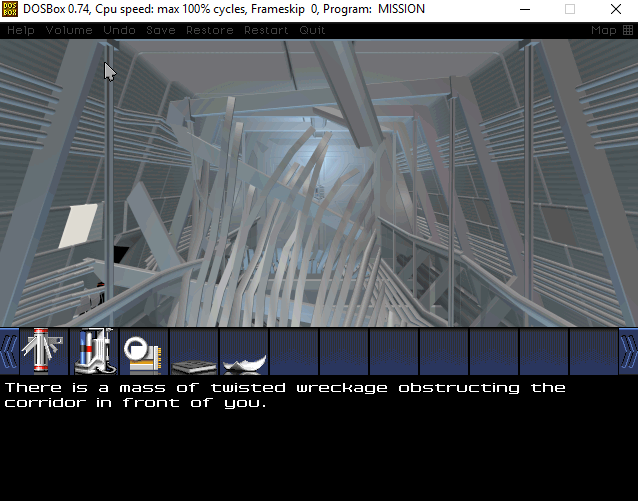 DOSBox 0.74, Cpu speed: max 100% cycles, Frameskip 0, Program: MISSION
Help Volume Undo Save Restore Restart Quit Map
There is a mass of twisted wreckage obstructing the
corridor in front of you.